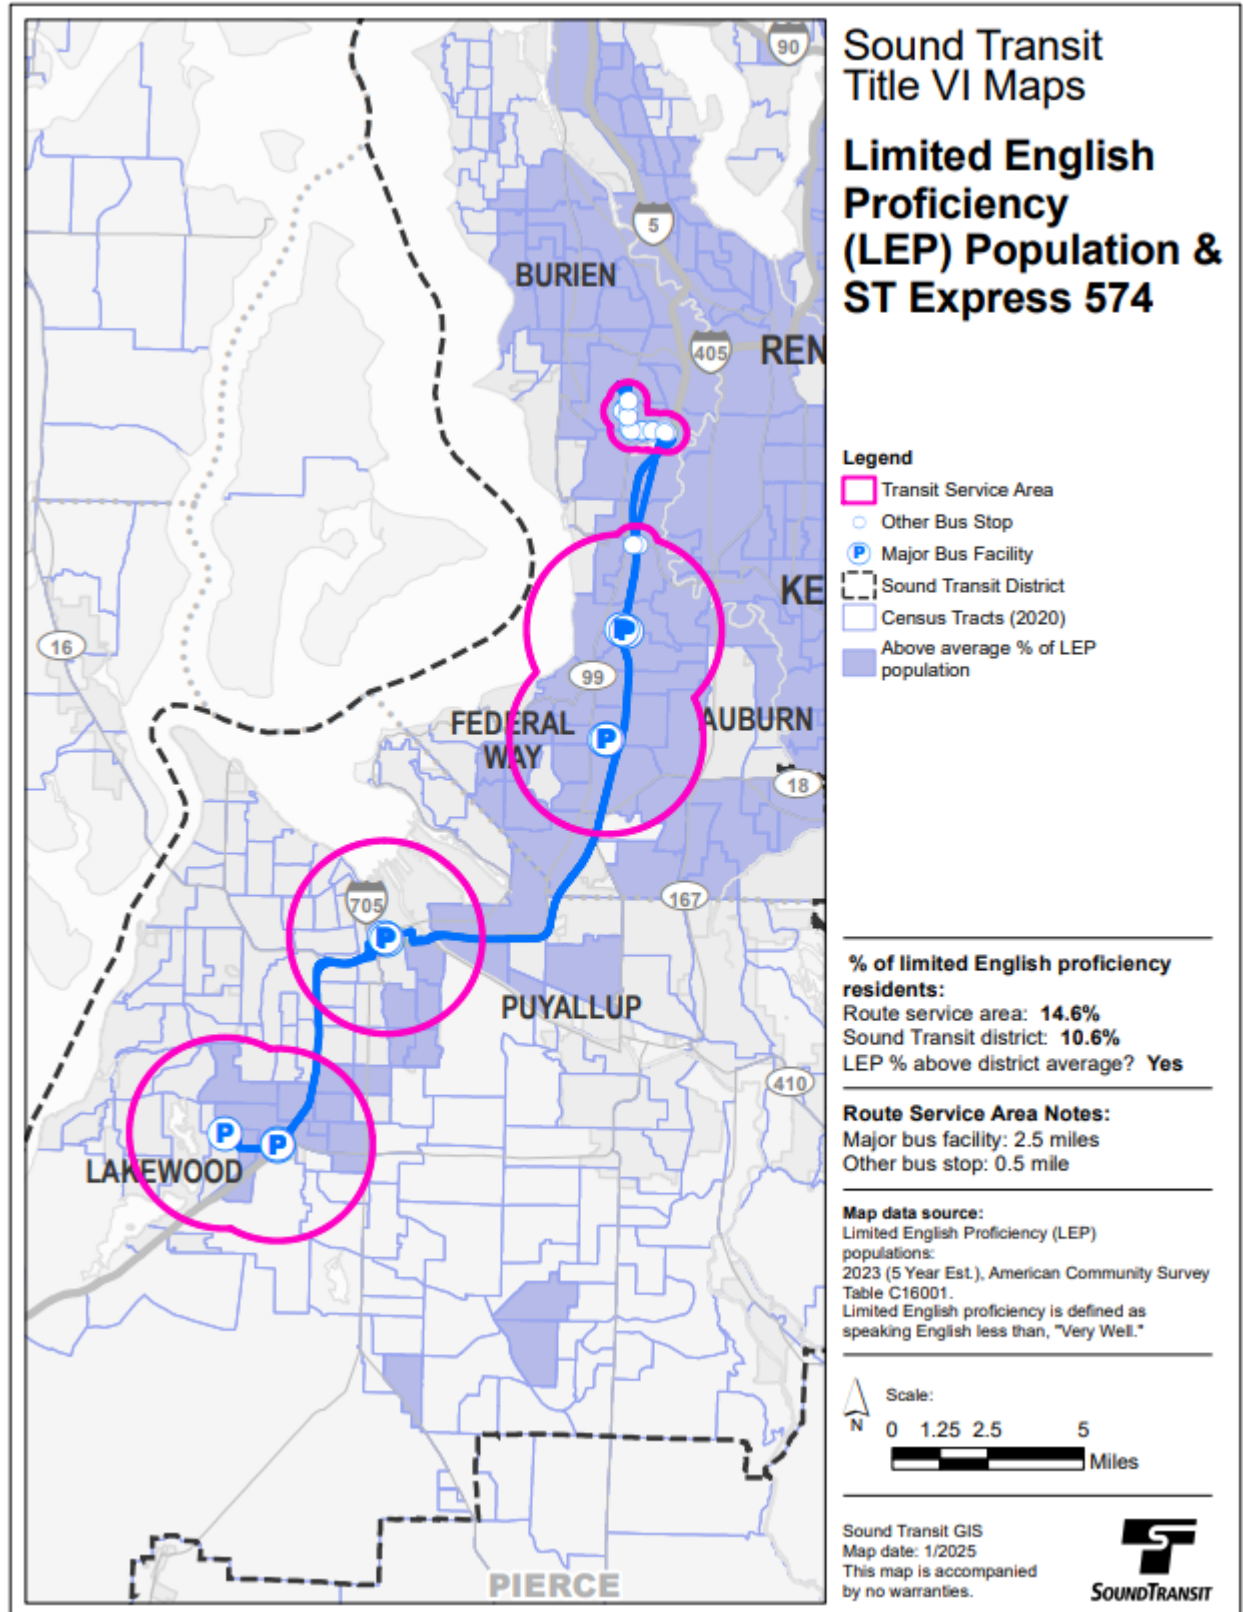 Sound Transit
Title VI Maps
Limited English
Proficiency
(LEP) Population &
ST Express 574
Legend
Transit Service Area
Other Bus Stop
P
Major Bus Facility
Sound Transit District
Census Tracts (2020)
Above average % of LEP
population
% of limited English proficiency
residents:
Route service area: 14.6%
Sound Transit district: 10.6%
LEP % above district average? Yes
Route Service Area Notes:
Major bus facility: 2.5 miles
Other bus stop: 0.5 mile
Map data source:
Limited English Proficiency (LEP)
populations:
2023 (5 Year Est.), American Community Survey
Table C16001.
Limited English proficiency is defined as
speaking English less than, "Very Well."
N
Scale:
0 1.25 2.5 5
Miles
Sound Transit GIS
Map date: 1/2025
This map is accompanied
by no warranties.
SOUNDTRANSIT
90
5
BURIEN
405
REN
KE
16
99
P
FEDERAL
WAY
P
AUBURN
18
167
705
P
PUYALLUP
410
P
P
LAKEWOOD
PIERCE